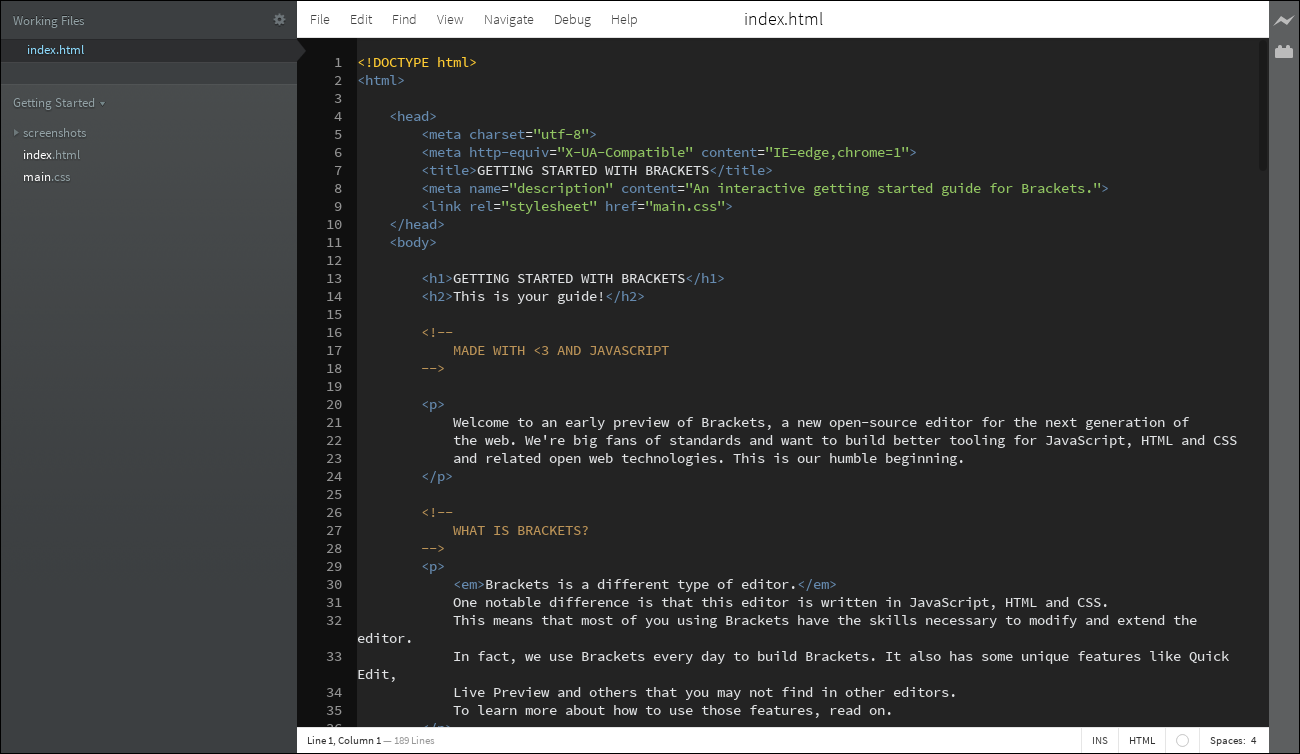 Working Files
index.html
Getting Started
screenshots
index.html
main.css
File Edit Find View Navigate Debug Help index.html
1 <!DOCTYPE html>
2 <html>
3
4     <head>
5         <meta charset="utf-8">
6         <meta http-equiv="X-UA-Compatible" content="IE=edge,chrome=1">
7         <title>GETTING STARTED WITH BRACKETS</title>
8         <meta name="description" content="An interactive getting started guide for Brackets.">
9         <link rel="stylesheet" href="main.css">
10     </head>
11     <body>
12
13         <h1>GETTING STARTED WITH BRACKETS</h1>
14         <h2>This is your guide!</h2>
15
16         <!--
17             MADE WITH <3 AND JAVASCRIPT
18         -->
19
20         <p>
21             Welcome to an early preview of Brackets, a new open-source editor for the next generation of
22             the web. We're big fans of standards and want to build better tooling for JavaScript, HTML and CSS
23             and related open web technologies. This is our humble beginning.
24         </p>
25
26         <!--
27             WHAT IS BRACKETS?
28         -->
29         <p>
30             <em>Brackets is a different type of editor.</em>
31             One notable difference is that this editor is written in JavaScript, HTML and CSS.
32             This means that most of you using Brackets have the skills necessary to modify and extend the
editor.
33             In fact, we use Brackets every day to build Brackets. It also has some unique features like Quick
Edit,
34             Live Preview and others that you may not find in other editors.
35             To learn more about how to use those features, read on.
Line 1, Column 1 — 189 Lines INS HTML Spaces: 4